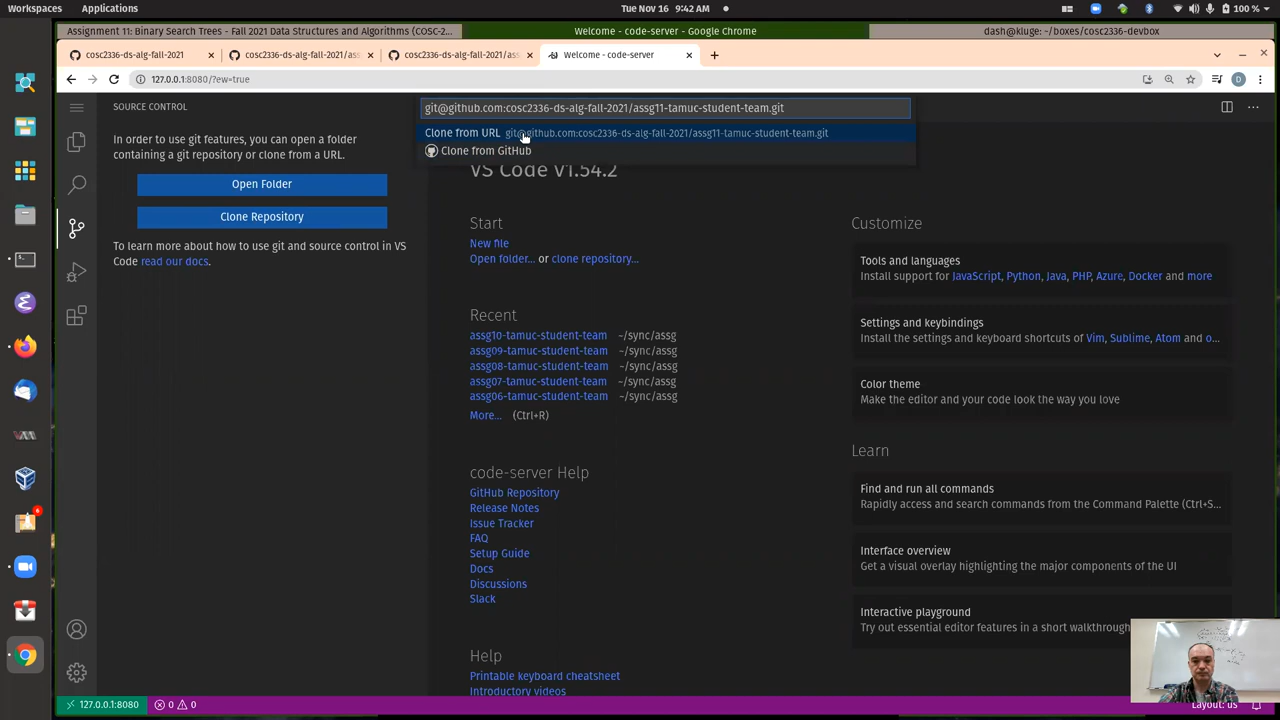 Workspaces Applications Tue Nov 16 9:42 AM 100 %
Assignment 11: Binary Search Trees - Fall 2021 Data Structures and Algorithms (COSC-2... Welcome - code-server - Google Chrome dash@kluge: ~/boxes/cosc2336-devbox
cosc2336-ds-alg-fall-2021 cosc2336-ds-alg-fall-2021/ass cosc2336-ds-alg-fall-2021/ass Welcome - code-server
127.0.0.1:8080/?ew=true D
SOURCE CONTROL
In order to use git features, you can open a folder
containing a git repository or clone from a URL.
Open Folder
Clone Repository
To learn more about how to use git and source control in VS
Code read our docs.
git@github.com:cosc2336-ds-alg-fall-2021/assg11-tamuc-student-team.git
Clone from URL git@github.com:cosc2336-ds-alg-fall-2021/assg11-tamuc-student-team.git
Clone from GitHub
VS Code v1.54.2
Start
New file
Open folder... or clone repository...
Recent
assg10-tamuc-student-team ~/sync/assg
assg09-tamuc-student-team ~/sync/assg
assg08-tamuc-student-team ~/sync/assg
assg07-tamuc-student-team ~/sync/assg
assg06-tamuc-student-team ~/sync/assg
More... (Ctrl+R)
code-server Help
GitHub Repository
Release Notes
Issue Tracker
FAQ
Setup Guide
Docs
Discussions
Slack
Help
Printable keyboard cheatsheet
Introductory videos
Customize
Tools and languages
Install support for JavaScript, Python, Java, PHP, Azure, Docker and more
Settings and keybindings
Install the settings and keyboard shortcuts of Vim, Sublime, Atom and o...
Color theme
Make the editor and your code look the way you love
Learn
Find and run all commands
Rapidly access and search commands from the Command Palette (Ctrl+S...
Interface overview
Get a visual overlay highlighting the major components of the UI
Interactive playground
Try out essential editor features in a short walkthrough
127.0.0.1:8080 0 0 Layout: us